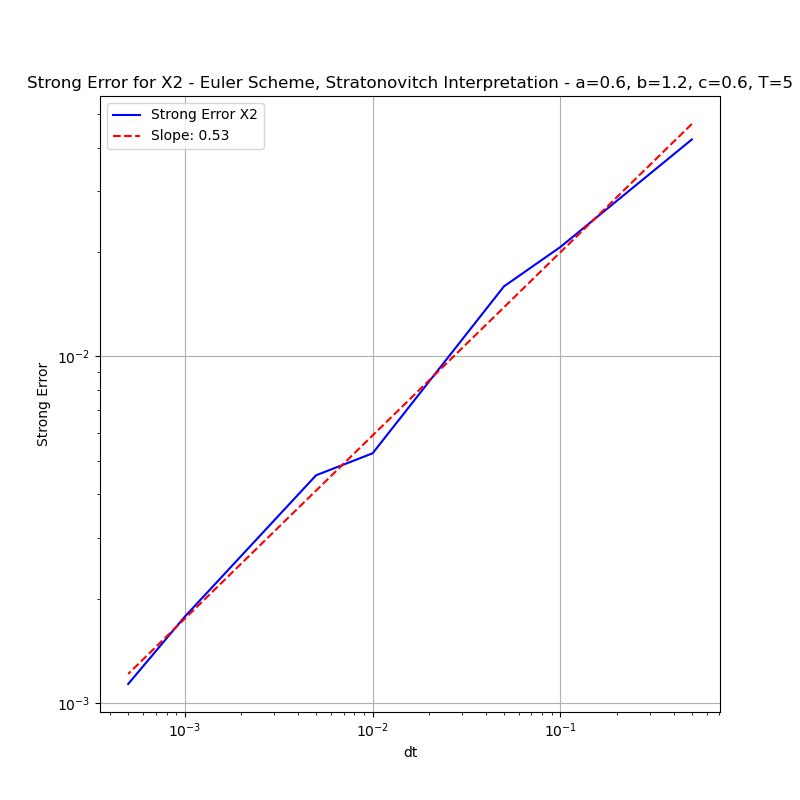 Strong Error for X2 - Euler Scheme, Stratonovitch Interpretation - a=0.6, b=1.2, c=0.6, T=5
Strong Error X2
Slope: 0.53
Strong Error
10⁻²
10⁻³
10⁻³ 10⁻² 10⁻¹
dt